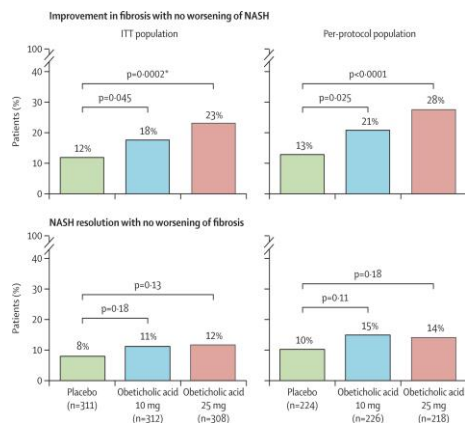 Improvement in fibrosis with no worsening of NASH
ITT population
Per-protocol population
100
40
30
20
10
0
Patients (%)
p=0·0002*
p=0·045
12%
18%
23%
p<0·0001
p=0·025
13%
21%
28%
NASH resolution with no worsening of fibrosis
100
40
30
20
10
0
Patients (%)
p=0·13
p=0·18
8%
11%
12%
p=0·18
p=0·11
10%
15%
14%
Placebo
(n=311)
Obeticholic acid
10 mg
(n=312)
Obeticholic acid
25 mg
(n=308)
Placebo
(n=224)
Obeticholic acid
10 mg
(n=226)
Obeticholic acid
25 mg
(n=218)